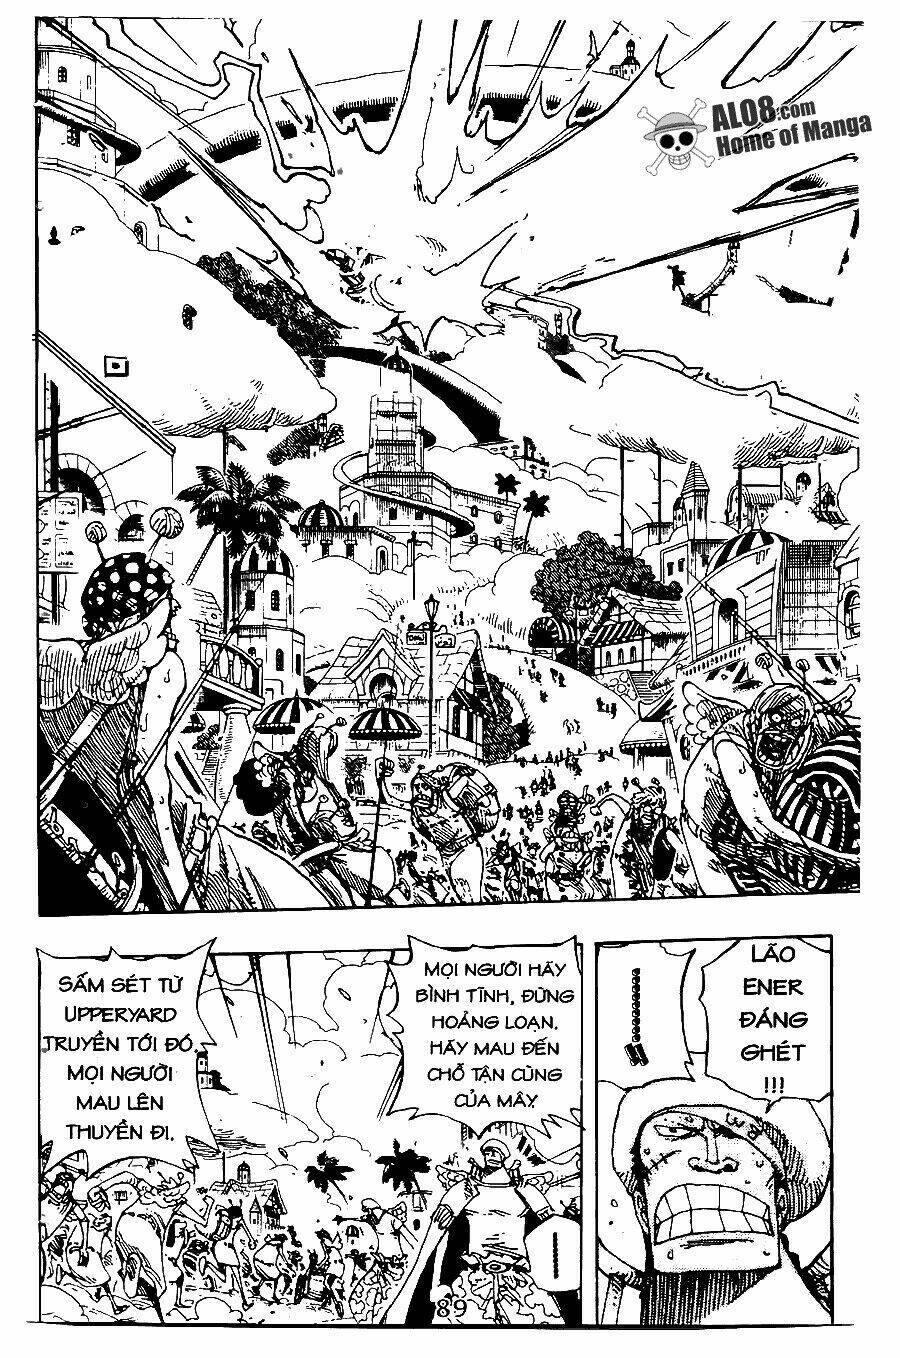 ALO8.com
Home of Manga
LÃO
ENER
ĐÁNG
GHÉT
!!!
MỌI NGƯỜI HÃY
BÌNH TĨNH, ĐỪNG
HOẢNG LOẠN.
HÃY MAU ĐẾN
CHỖ TẬN CÙNG
CỦA MÂY
SẤM SÉT TỪ
UPPERYARD
TRUYỀN TỚI ĐÓ.
MỌI NGƯỜI
MAU LÊN
THUYỀN ĐI.
89